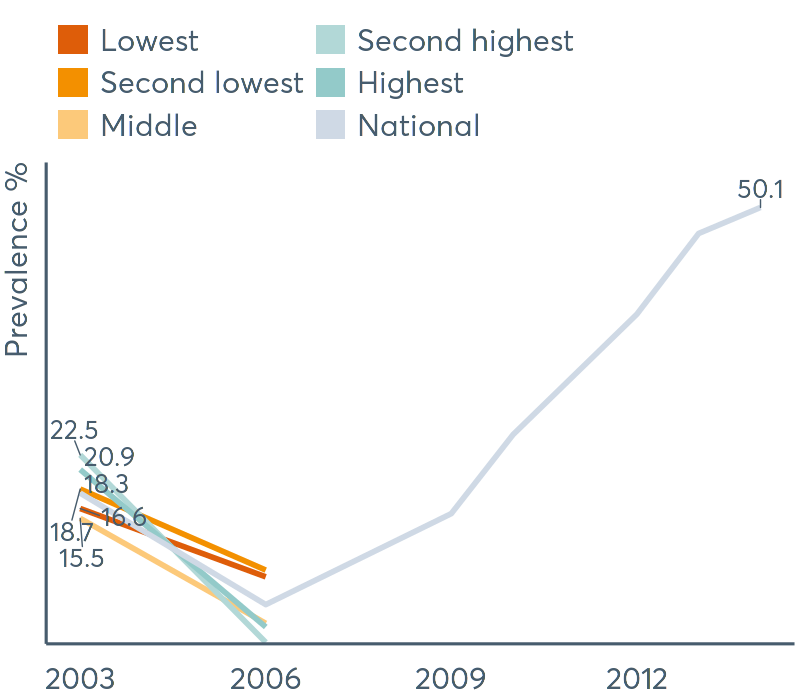 Lowest
Second lowest
Middle
Second highest
Highest
National
Prevalence %
50.1
22.5
20.9
18.3
16.6
18.7
15.5
2003 2006 2009 2012